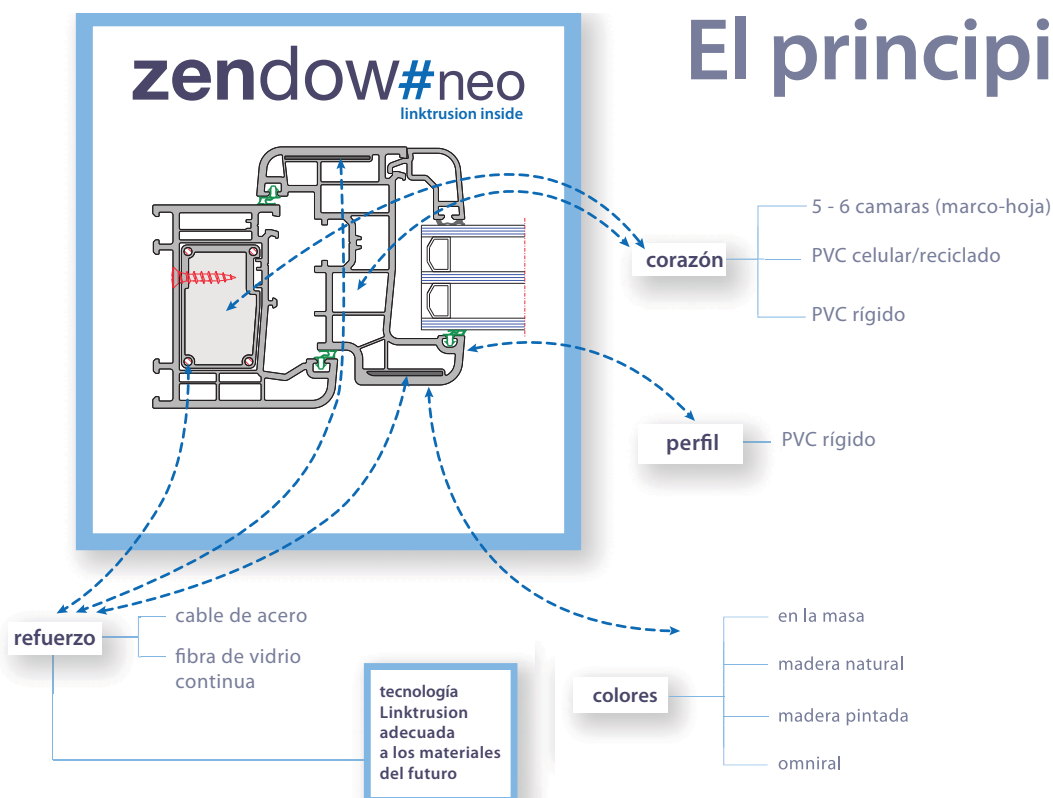 El principi
zendow#neo
linktrusion inside
corazón
5 - 6 camaras (marco-hoja)
PVC celular/reciclado
PVC rígido
perfil
PVC rígido
refuerzo
cable de acero
fibra de vidrio
continua
tecnología
Linktrusion
adecuada
a los materiales
del futuro
colores
en la masa
madera natural
madera pintada
omniral